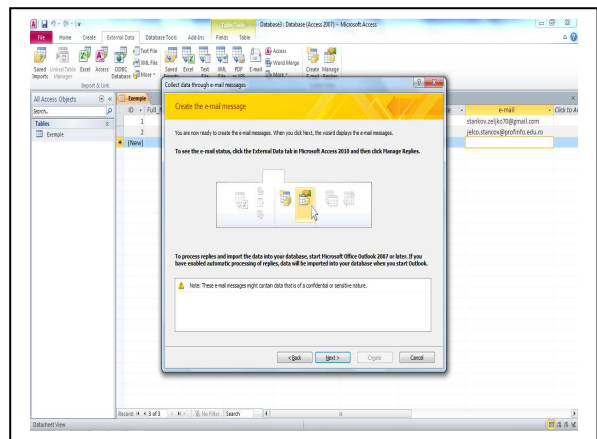 Table Tools
Database3: Database (Access 2007) - Microsoft Access
File Home Create External Data Database Tools Add-Ins Fields Table
Saved Imports
Linked Table Manager
Excel
Access
ODBC Database
Text File
XML File
More
Saved Exports
Excel
Text File
XML File
PDF or XPS
E-mail
Access
Word Merge
More
Create E-mail
Manage Replies
Import & Link
Collect data through e-mail messages
All Access Objects
Search...
Tables
Exemple
Exemple
ID
e-mail
Click to
1
stankov.zeljko70@gmail.com
2
jelco.stancov@profinfo.edu.ro
(New)
Create the e-mail message
You are now ready to create the e-mail messages. When you click Next, the wizard displays the e-mail messages.
To see the e-mail status, click the External Data tab in Microsoft Access 2010 and then click Manage Replies.
To process replies and import the data into your database, start Microsoft Office Outlook 2007 or later. If you
have enabled automatic processing of replies, data will be imported into your database when you start Outlook.
Note: These e-mail messages might contain data that is of a confidential or sensitive nature.
< Back
Next >
Create
Cancel
Record: 3 of 3
No Filter
Search
Datasheet View